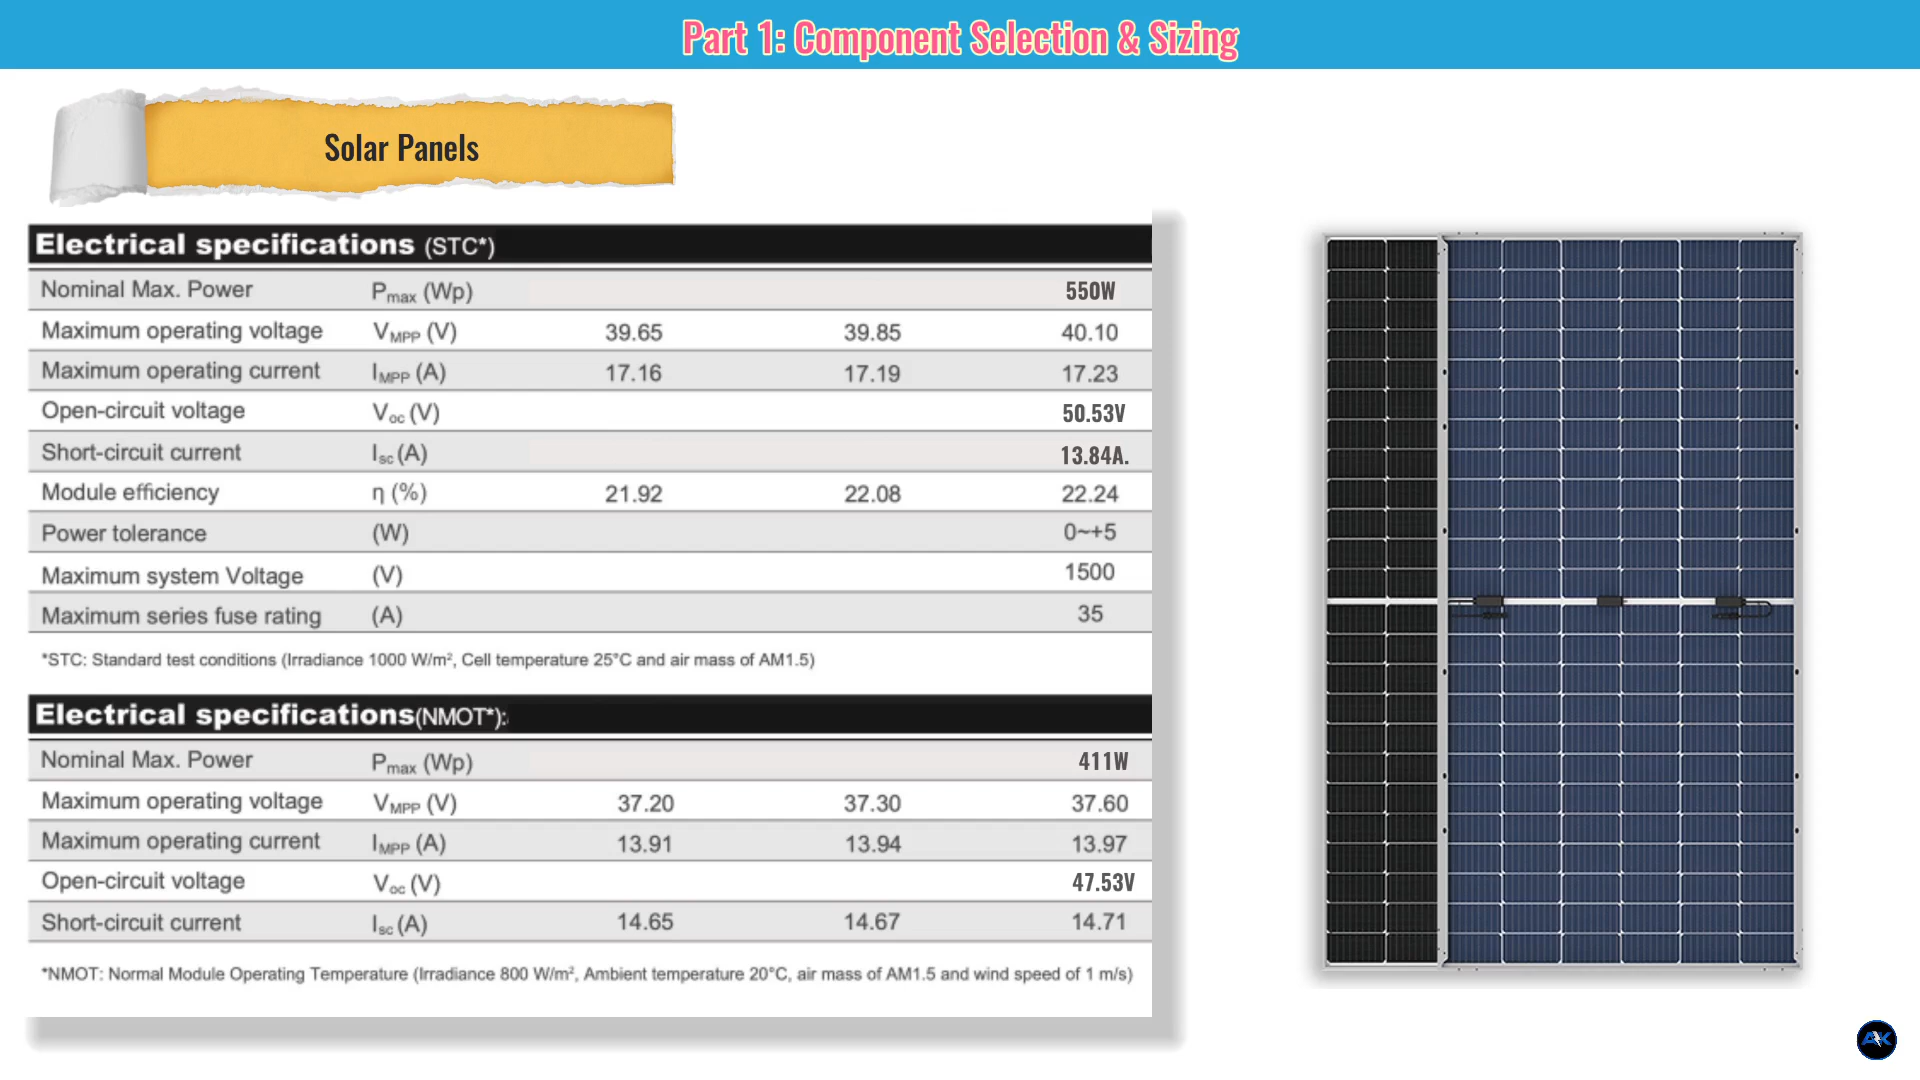 Part 1: Component Selection & Sizing
Solar Panels
Electrical specifications (STC*)
Nominal Max. Power Pmax (Wp) 550W
Maximum operating voltage VMPP (V) 39.65 39.85 40.10
Maximum operating current IMPP (A) 17.16 17.19 17.23
Open-circuit voltage Voc (V) 50.53V
Short-circuit current Isc (A) 13.84A.
Module efficiency η (%) 21.92 22.08 22.24
Power tolerance (W) 0~+5
Maximum system Voltage (V) 1500
Maximum series fuse rating (A) 35
*STC: Standard test conditions (Irradiance 1000 W/m², Cell temperature 25°C and air mass of AM1.5)
Electrical specifications(NMOT*):
Nominal Max. Power Pmax (Wp) 411W
Maximum operating voltage VMPP (V) 37.20 37.30 37.60
Maximum operating current IMPP (A) 13.91 13.94 13.97
Open-circuit voltage Voc (V) 47.53V
Short-circuit current Isc (A) 14.65 14.67 14.71
*NMOT: Normal Module Operating Temperature (Irradiance 800 W/m², Ambient temperature 20°C, air mass of AM1.5 and wind speed of 1 m/s)
AK